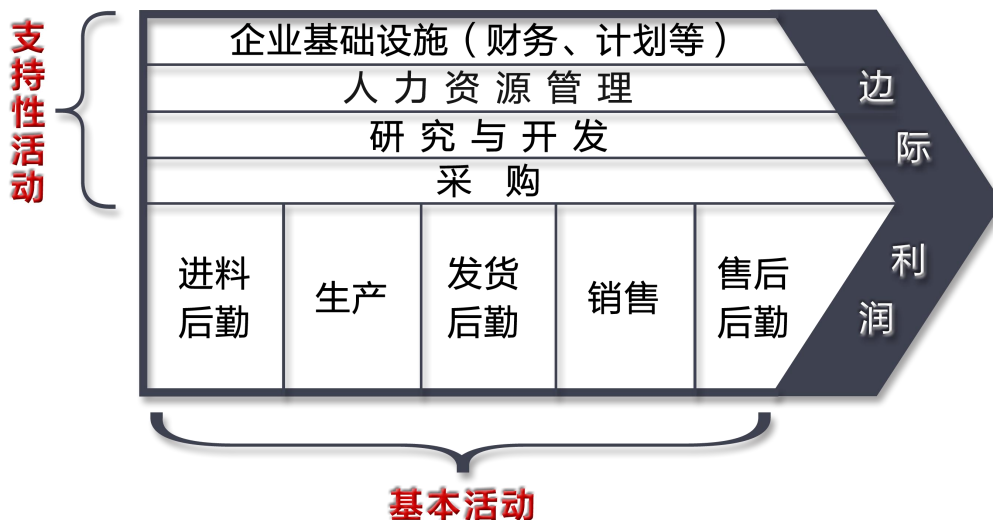 支持性活动
企业基础设施（财务、计划等）
人力资源管理
研究与开发
采购
进料
后勤
生产
发货
后勤
销售
售后
后勤
边际利润
基本活动